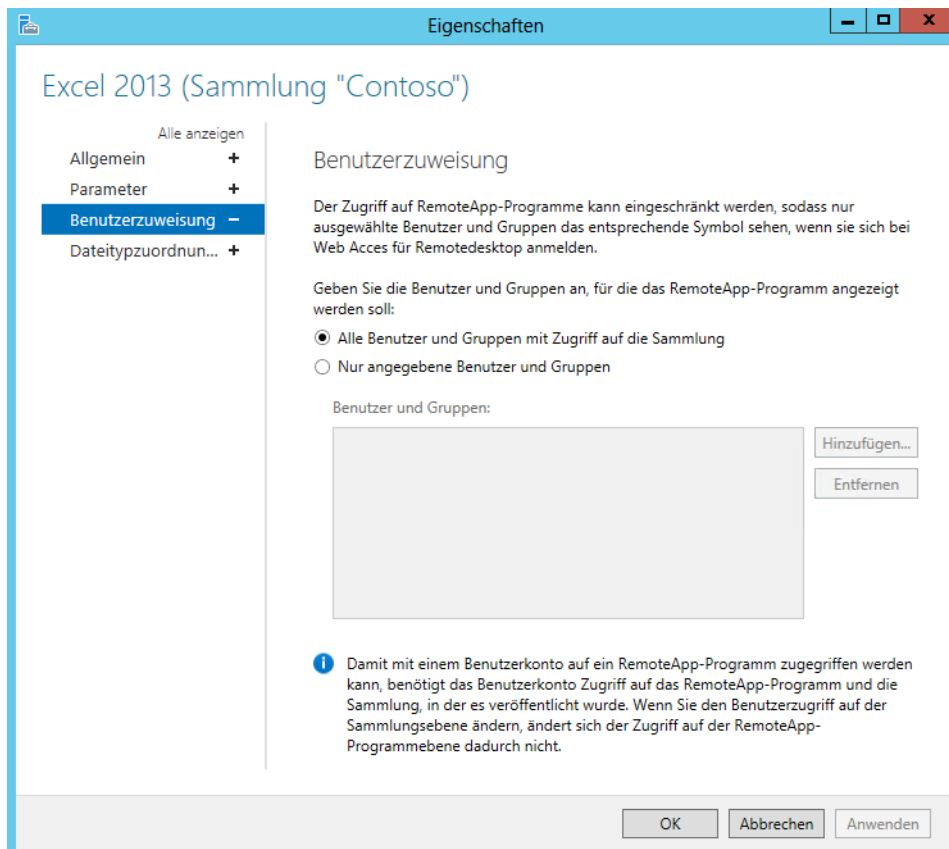 Eigenschaften
Excel 2013 (Sammlung "Contoso")
Alle anzeigen
Allgemein +
Parameter +
Benutzerzuweisung −
Dateitypzuordnun... +
Benutzerzuweisung
Der Zugriff auf RemoteApp-Programme kann eingeschränkt werden, sodass nur
ausgewählte Benutzer und Gruppen das entsprechende Symbol sehen, wenn sie sich bei
Web Acces für Remotedesktop anmelden.
Geben Sie die Benutzer und Gruppen an, für die das RemoteApp-Programm angezeigt
werden soll:
Alle Benutzer und Gruppen mit Zugriff auf die Sammlung
Nur angegebene Benutzer und Gruppen
Benutzer und Gruppen:
Hinzufügen...
Entfernen
Damit mit einem Benutzerkonto auf ein RemoteApp-Programm zugegriffen werden
kann, benötigt das Benutzerkonto Zugriff auf das RemoteApp-Programm und die
Sammlung, in der es veröffentlicht wurde. Wenn Sie den Benutzerzugriff auf der
Sammlungsebene ändern, ändert sich der Zugriff auf der RemoteApp-
Programmebene dadurch nicht.
OK Abbrechen Anwenden